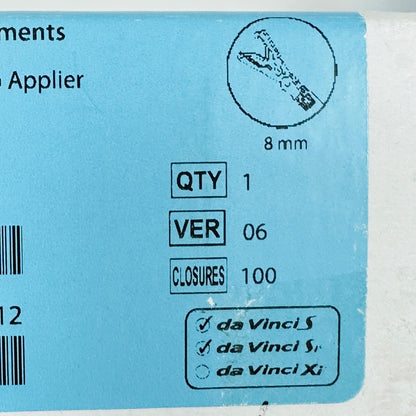 ments
Applier
8 mm
QTY 1
VER 06
CLOSURES 100
12
da Vinci S
da Vinci Si
da Vinci Xi